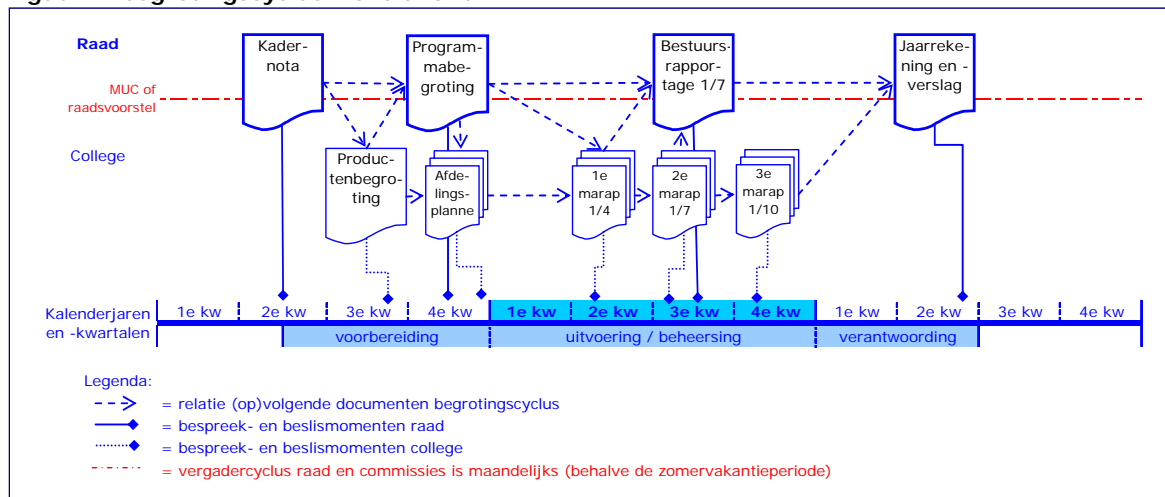 Raad
Kader-
nota
Programm
abe-
groting
Bestuurs-
rappor-
tage 1/7
Jaarreke-
ning en -
verslag
MUC of
raadsvoorstel
College
Produc-
tenbegro-
ting
Afde-
lings-
planne
1e
marap
1/4
2e
marap
1/7
3e
marap
1/10
Kalenderjaren
en -kwartalen
1e kw
2e kw
3e kw
4e kw
1e kw
2e kw
3e kw
4e kw
1e kw
2e kw
3e kw
4e kw
voorbereiding
uitvoering / beheersing
verantwoording
Legenda:
= relatie (op)volgende documenten begrotingscyclus
= bespreek- en beslismomenten raad
= bespreek- en beslismomenten college
= vergadercyclus raad en commissies is maandelijks (behalve de zomervakantieperiode)